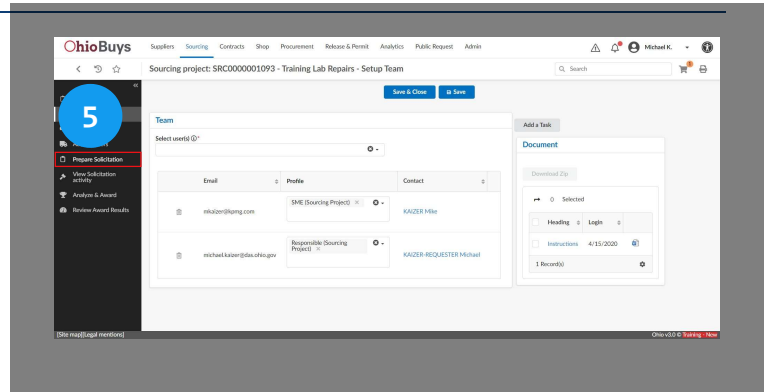 OhioBuys
Suppliers Sourcing Contracts Shop Procurement Release & Permit Analytics Public Request Admin
Michael K.
Sourcing project: SRC0000001093 - Training Lab Repairs - Setup Team
Search
1
Save & Close Save
5
Prepare Solicitation
View Solicitation activity
Analyze & Award
Review Award Results
Team
Select user(s) *
Email Profile Contact
mkaizer@kpmg.com SME (Sourcing Project) × KAIZER Mike
michael.kaizer@das.ohio.gov Responsible (Sourcing Project) × KAIZER-REQUESTER Michael
Add a Task
Document
Download Zip
0 Selected
Heading Login
Instructions 4/15/2020
1 Record(s)
[Site map][Legal mentions]
Ohio v3.0 © Training - New